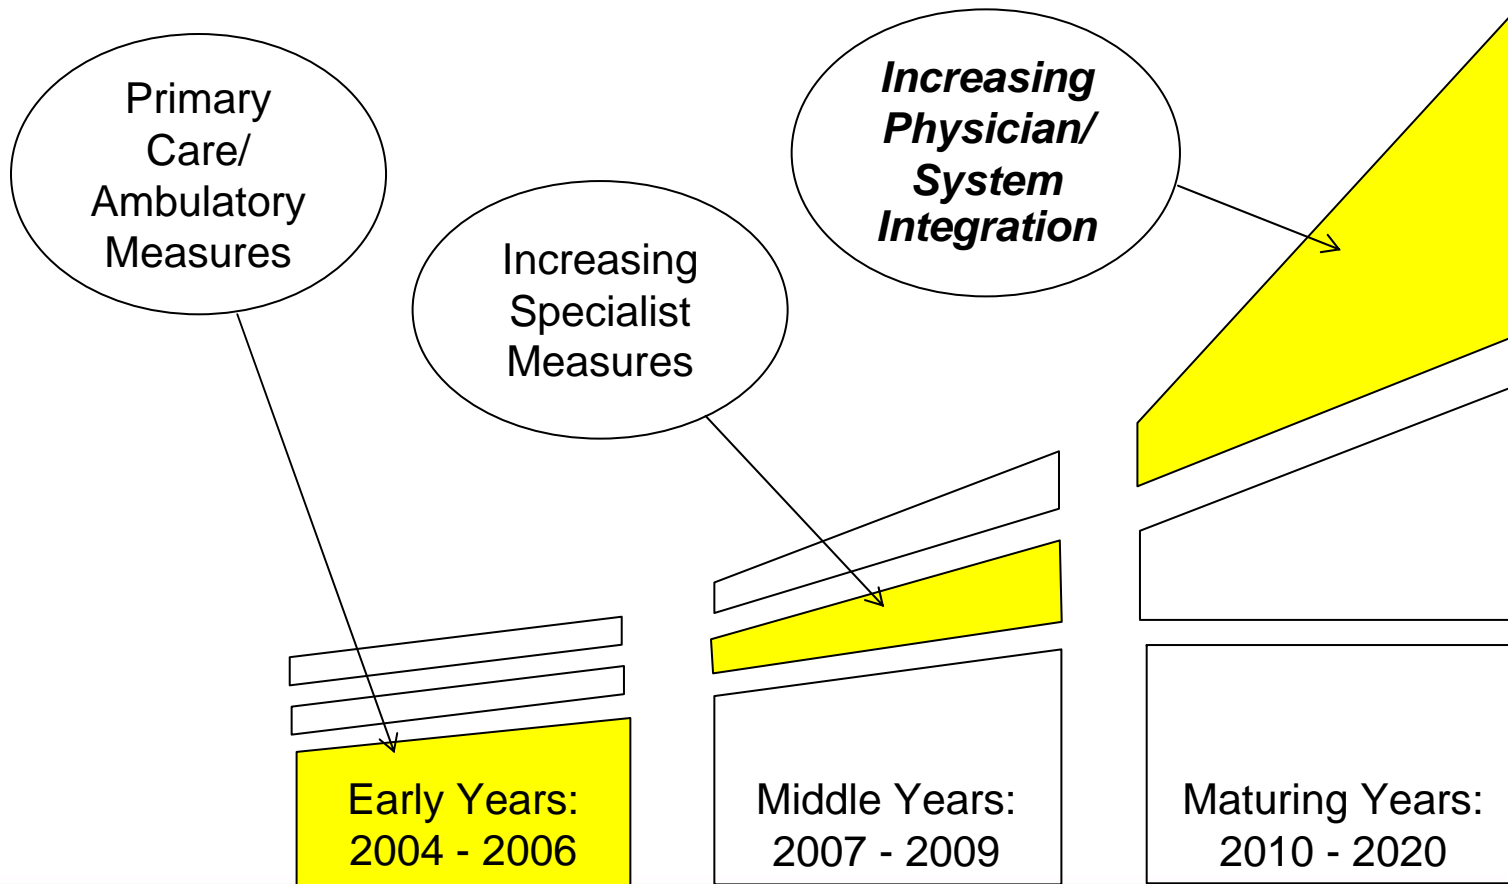 Primary
Care/
Ambulatory
Measures
Increasing
Specialist
Measures
Increasing
Physician/
System
Integration
Early Years:
2004 - 2006
Middle Years:
2007 - 2009
Maturing Years:
2010 - 2020